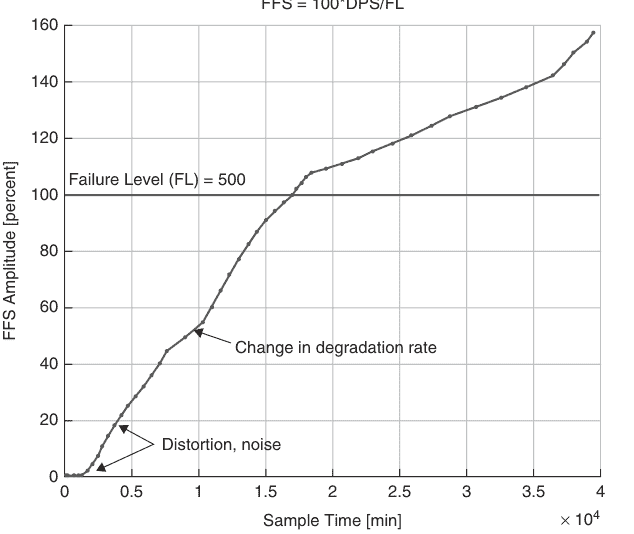 FFS = 100*DPS/FL
160
140
120
Failure Level (FL) = 500
100
80
60
Change in degradation rate
40
20
Distortion, noise
0
0 0.5 1 1.5 2 2.5 3 3.5 4
Sample Time [min]
× 10⁴
FFS Amplitude [percent]